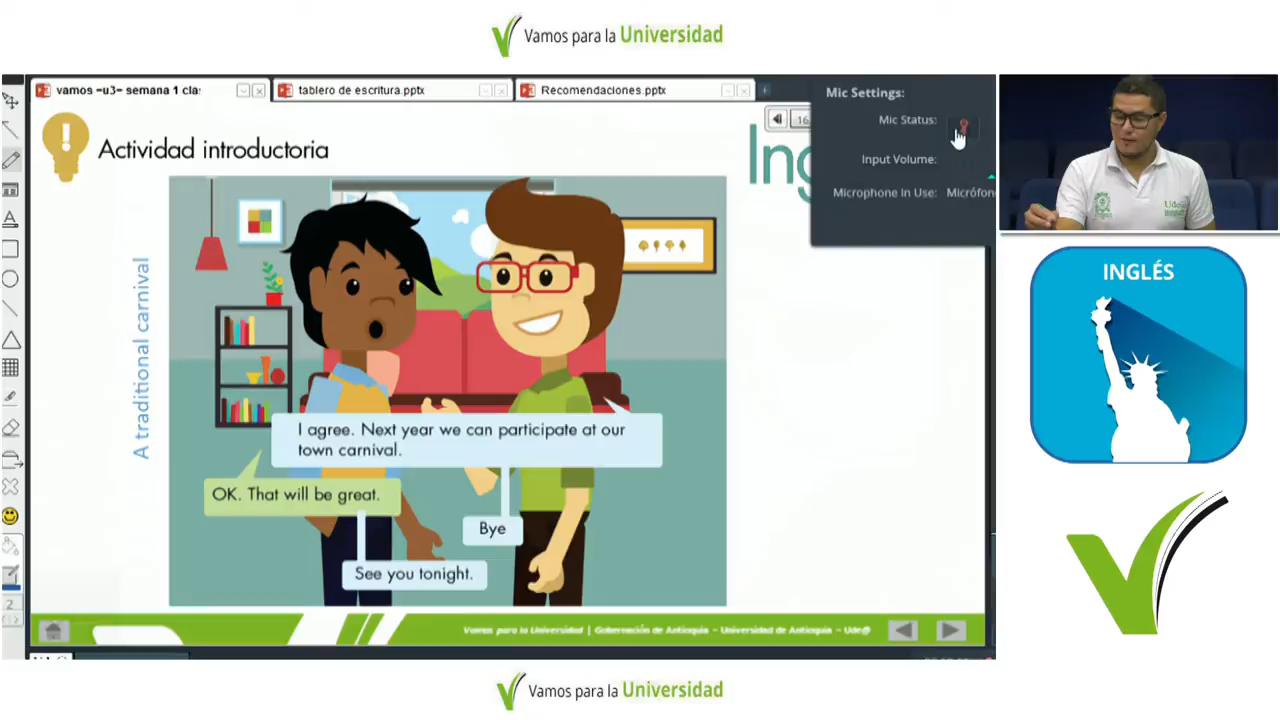 Vamos para la Universidad
vamos –u3– semana 1 cla:
tablero de escritura.pptx
Recomendaciones.pptx
Mic Settings:
Mic Status:
Input Volume:
Microphone In Use: Micrófon
16
Ing
Actividad introductoria
A traditional carnival
I agree. Next year we can participate at our
town carnival.
OK. That will be great.
Bye
See you tonight.
INGLÉS
Vamos para la Universidad | Gobernación de Antioquia – Universidad de Antioquia – Ude@
2
Vamos para la Universidad